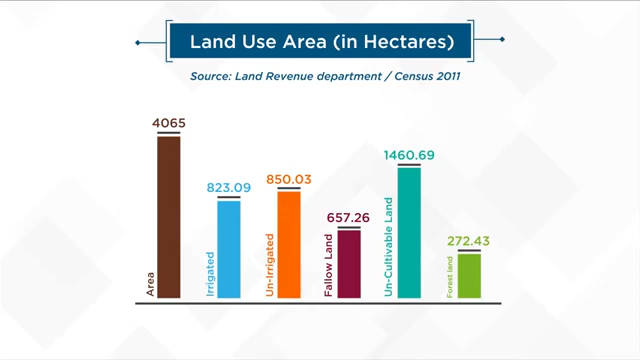 Land Use Area (in Hectares)
Source: Land Revenue department / Census 2011
4065
823.09
850.03
657.26
1460.69
272.43
Area
Irrigated
Un-Irrigated
Fallow Land
Un-Cultivable Land
Forest land